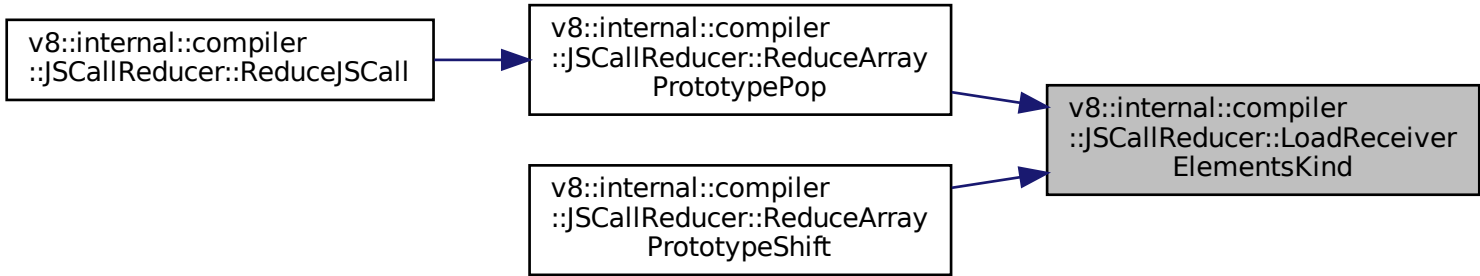 v8::internal::compiler
::JSCallReducer::ReduceJSCall
v8::internal::compiler
::JSCallReducer::ReduceArray
PrototypePop
v8::internal::compiler
::JSCallReducer::ReduceArray
PrototypeShift
v8::internal::compiler
::JSCallReducer::LoadReceiver
ElementsKind